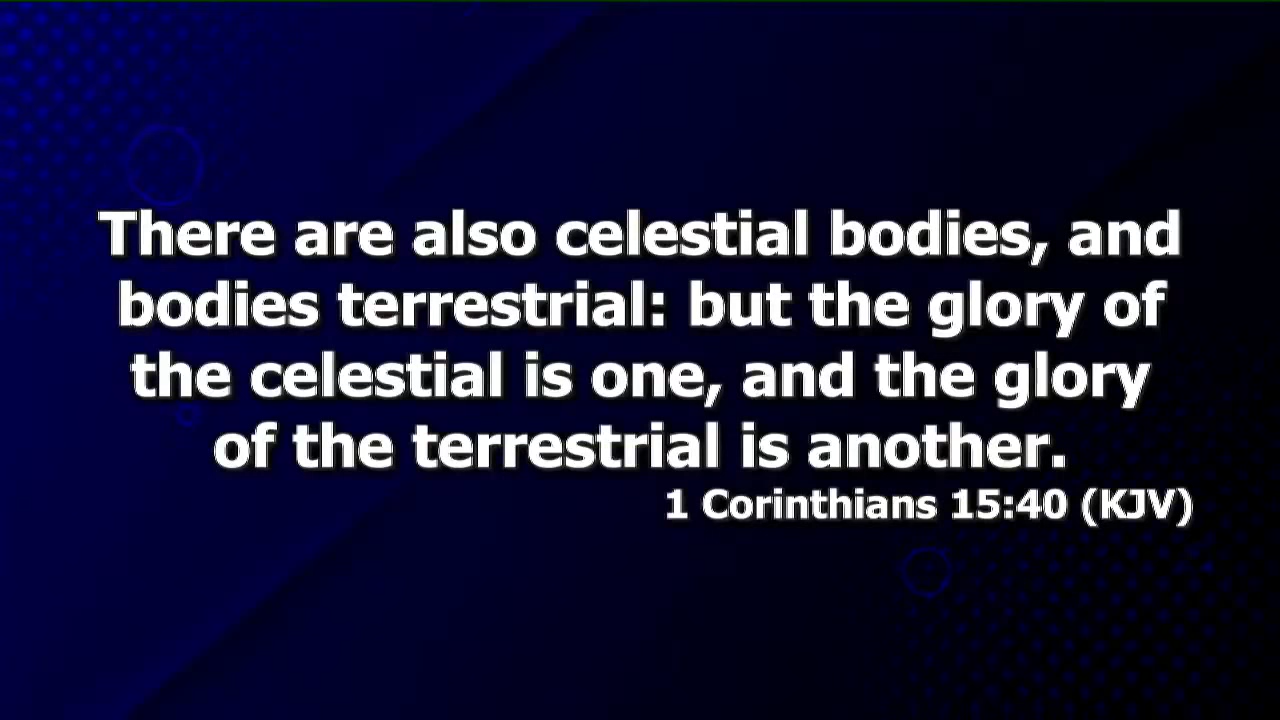 There are also celestial bodies, and
bodies terrestrial: but the glory of
the celestial is one, and the glory
of the terrestrial is another.
1 Corinthians 15:40 (KJV)